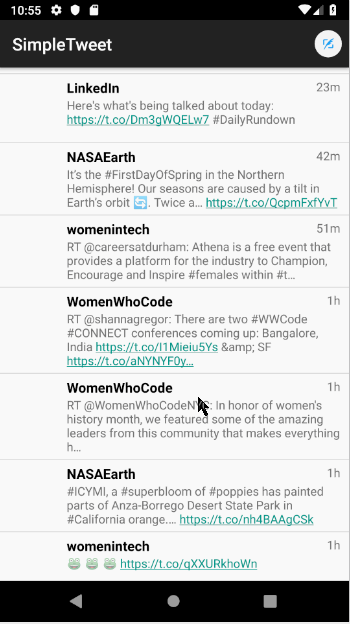 10:55
SimpleTweet
LinkedIn 23m
Here's what's being talked about today:
https://t.co/Dm3gWQELw7 #DailyRundown
NASAEarth 42m
It's the #FirstDayOfSpring in the Northern
Hemisphere! Our seasons are caused by a tilt in
Earth's orbit 🔄. Twice a… https://t.co/QcpmFxfYvT
womenintech 51m
RT @careersatdurham: Athena is a free event that
provides a platform for the industry to Champion,
Encourage and Inspire #females within #t…
WomenWhoCode 1h
RT @shannagregor: There are two #WWCode
#CONNECT conferences coming up: Bangalore,
India https://t.co/I1Mieiu5Ys &amp; SF
https://t.co/aNYNYF0y…
WomenWhoCode 1h
RT @WomenWhoCodeNYC: In honor of women's
history month, we featured some of the amazing
leaders from this community that makes everything
h…
NASAEarth 1h
#ICYMI, a #superbloom of #poppies has painted
parts of Anza-Borrego Desert State Park in
#California orange.… https://t.co/nh4BAAgCSk
womenintech 1h
🐸 🐸 🐸 https://t.co/qXXURkhoWn